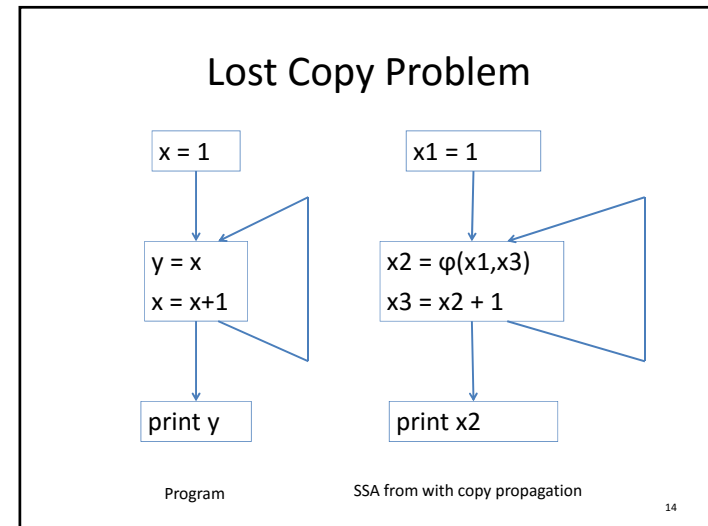 Lost Copy Problem
x = 1
y = x
x = x+1
print y
Program
x1 = 1
x2 = φ(x1,x3)
x3 = x2 + 1
print x2
SSA from with copy propagation
14